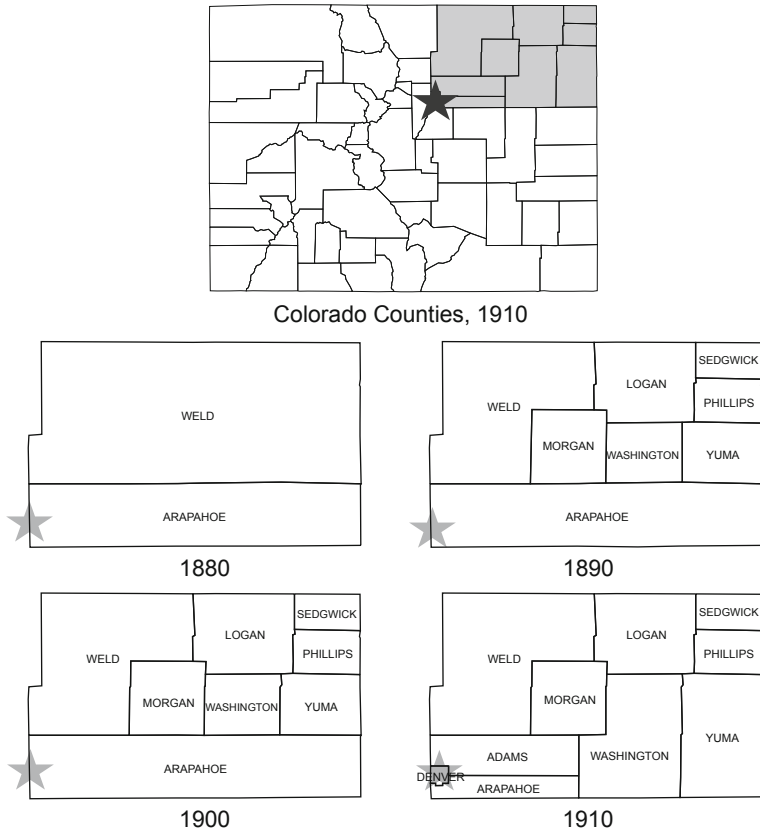 Colorado Counties, 1910
WELD
ARAPAHOE
1880
WELD
LOGAN
SEDGWICK
PHILLIPS
MORGAN
WASHINGTON
YUMA
ARAPAHOE
1890
WELD
LOGAN
SEDGWICK
PHILLIPS
MORGAN
WASHINGTON
YUMA
ARAPAHOE
1900
WELD
LOGAN
SEDGWICK
PHILLIPS
MORGAN
ADAMS
WASHINGTON
YUMA
DENVER
ARAPAHOE
1910